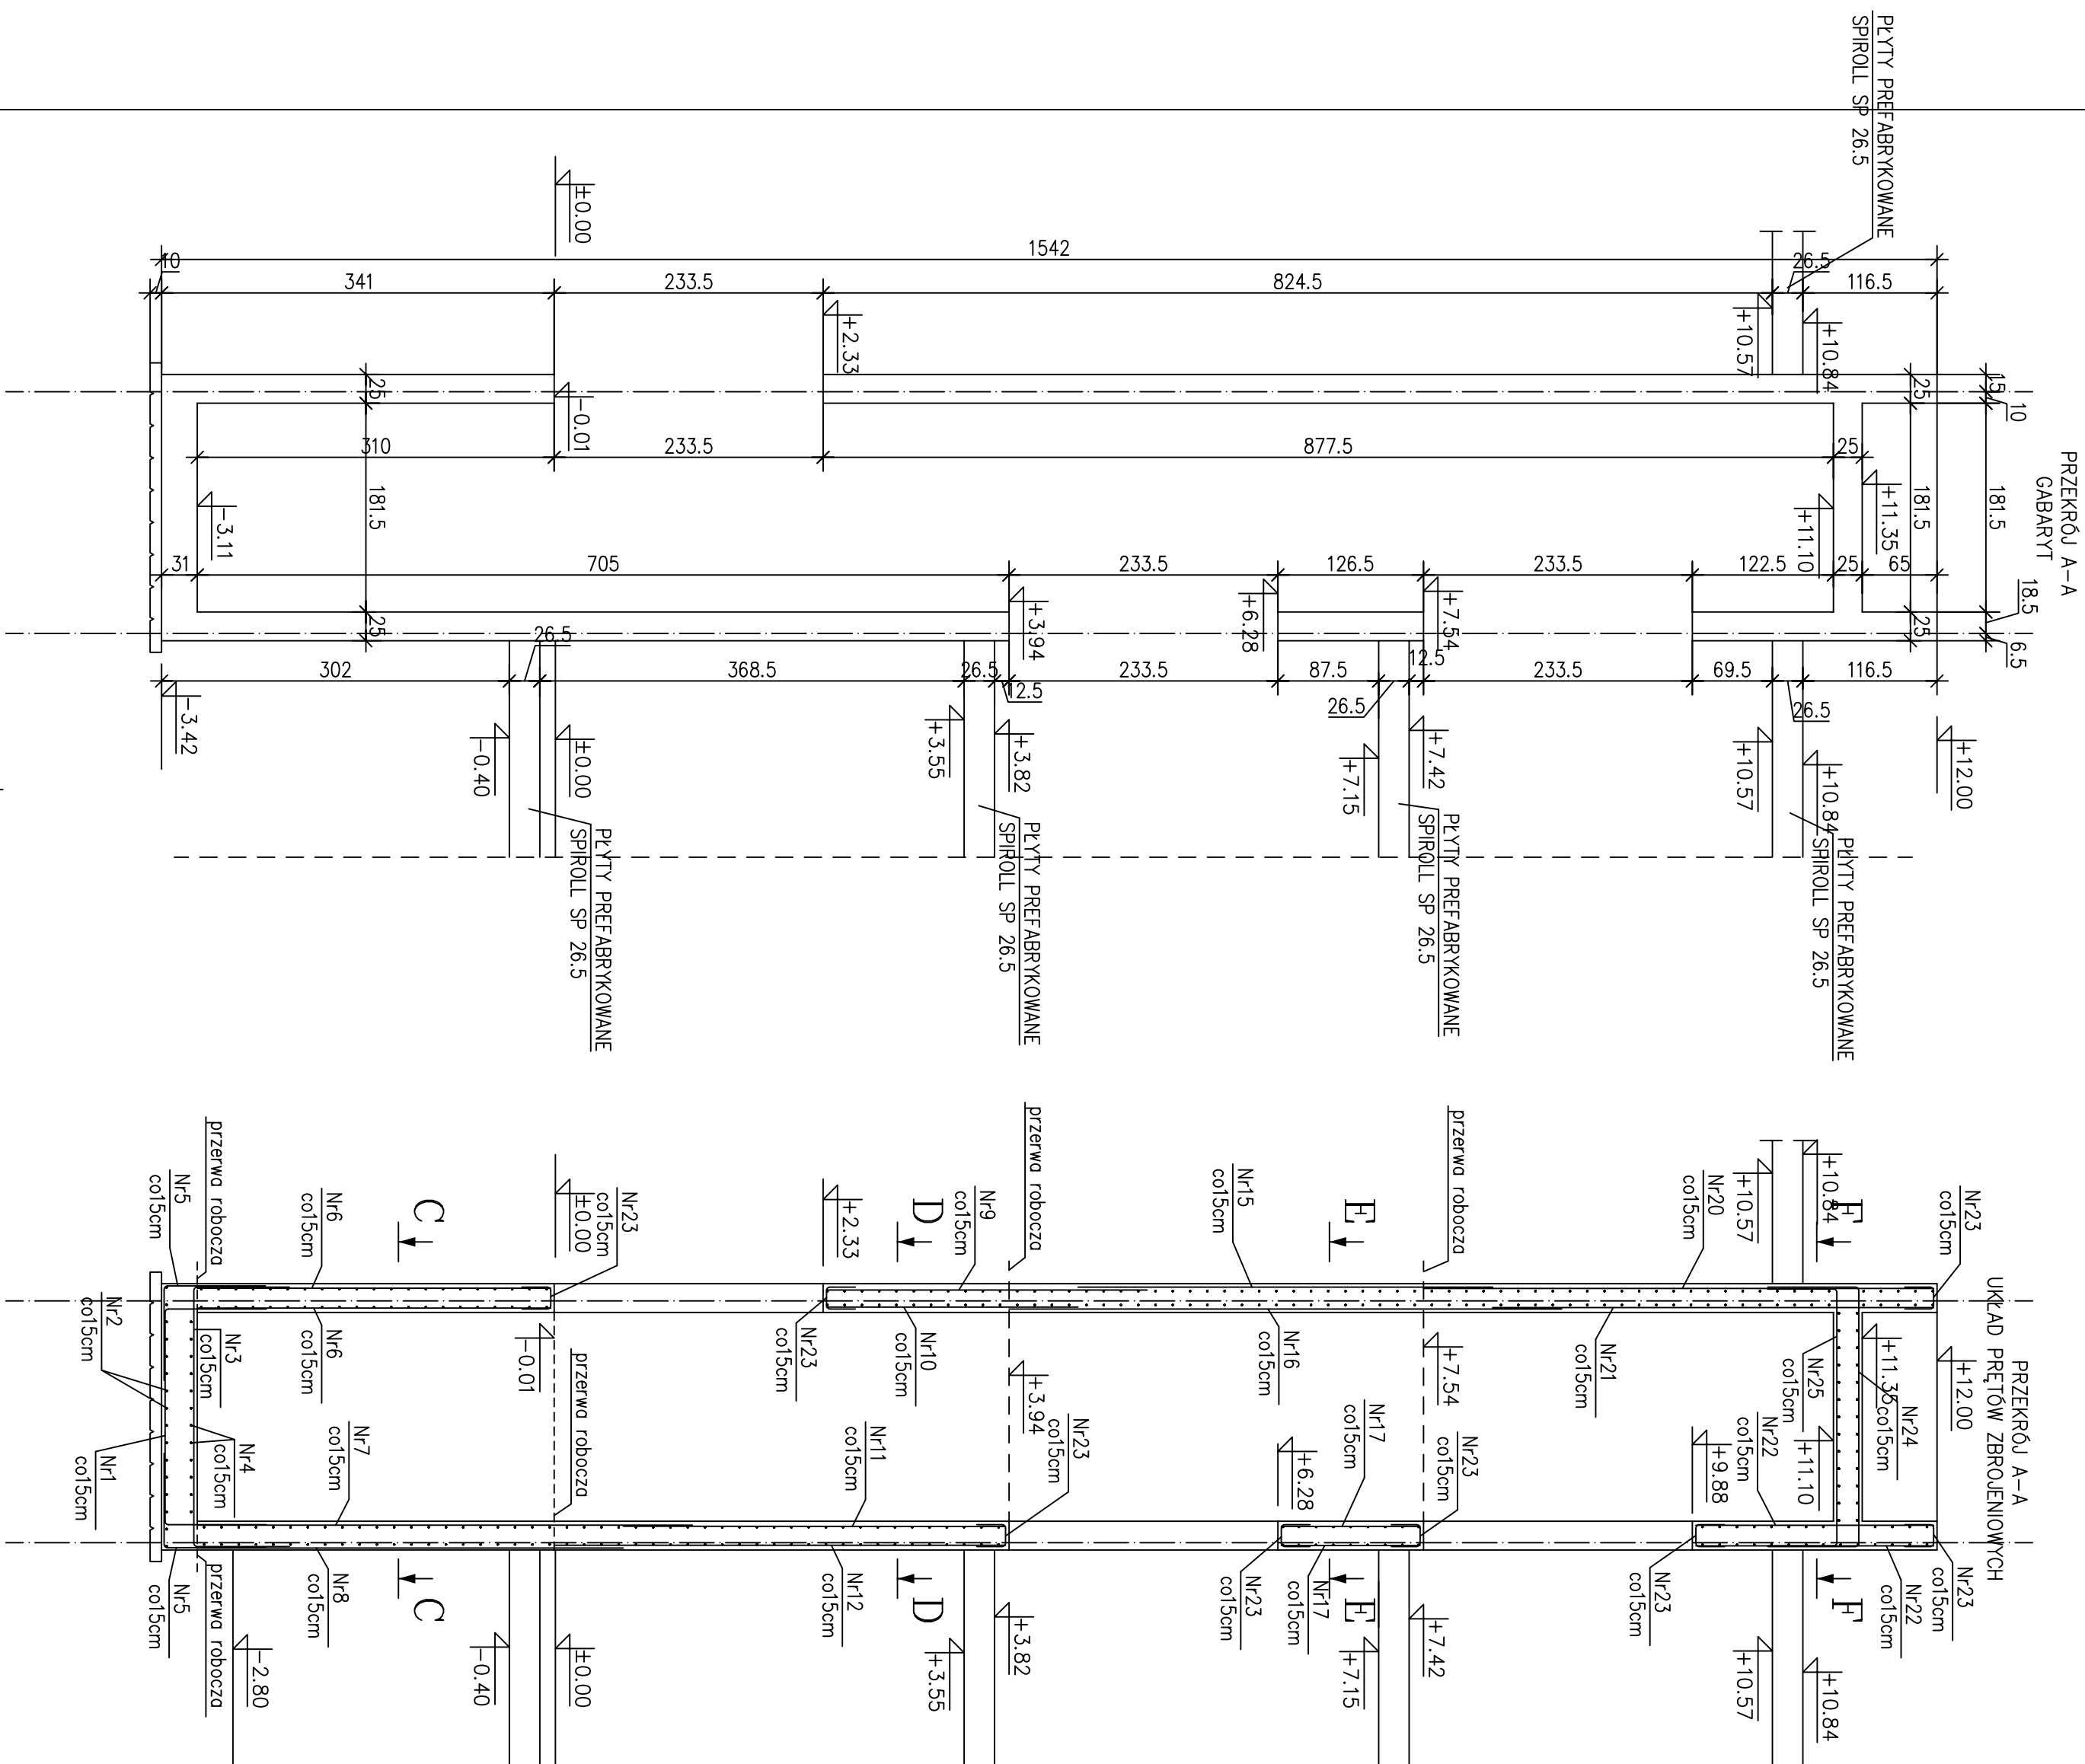 PRZEKRÓJ A-A
GABARYT
PŁYTY PREFABRYKOWANE
SPIROLL SP 26.5
1542
10
341
233.5
824.5
26.5
116.5
±0.00
+2.33
+10.57
+10.84
-0.01
25
25
15
10
310
233.5
877.5
25
181.5
-3.11
+11.10
+11.35
181.5
181.5
31
705
233.5
126.5
233.5
122.5
25
65
18.5
25
25
6.5
+3.94
+6.28
+7.54
302
26.5
368.5
26.5
12.5
233.5
87.5
26.5
12.5
233.5
69.5
26.5
116.5
-3.42
-0.40
±0.00
+3.55
+3.82
+7.15
+7.42
+10.57
+10.84
+12.00
PŁYTY PREFABRYKOWANE
SPIROLL SP 26.5
PŁYTY PREFABRYKOWANE
SPIROLL SP 26.5
PŁYTY PREFABRYKOWANE
SPIROLL SP 26.5
PŁYTY PREFABRYKOWANE
SPIROLL SP 26.5
PRZEKRÓJ A-A
UKŁAD PRĘTÓW ZBROJENIOWYCH
przerwa robocza
przerwa robocza
przerwa robocza
Nr5
co15cm
Nr6
co15cm
C
±0.00
Nr23
co15cm
+2.33
D
Nr9
co15cm
Nr15
co15cm
E
Nr20
co15cm
+10.57
+10.84
F
Nr23
co15cm
Nr2
co15cm
Nr3
co15cm
Nr6
co15cm
-0.01
przerwa robocza
Nr23
co15cm
Nr10
co15cm
+3.94
Nr16
co15cm
+7.54
Nr21
co15cm
Nr25
co15cm
+11.35
+12.00
Nr1
co15cm
Nr4
co15cm
Nr7
co15cm
Nr11
co15cm
Nr23
co15cm
+6.28
Nr17
co15cm
Nr23
co15cm
+9.88
Nr22
co15cm
+11.10
Nr24
co15cm
Nr5
co15cm
przerwa robocza
-2.80
Nr8
co15cm
C
-0.40
±0.00
Nr12
co15cm
D
+3.55
+3.82
Nr23
co15cm
Nr17
co15cm
E
+7.15
+7.42
Nr23
co15cm
+10.57
+10.84
F
Nr22
co15cm
Nr23
co15cm